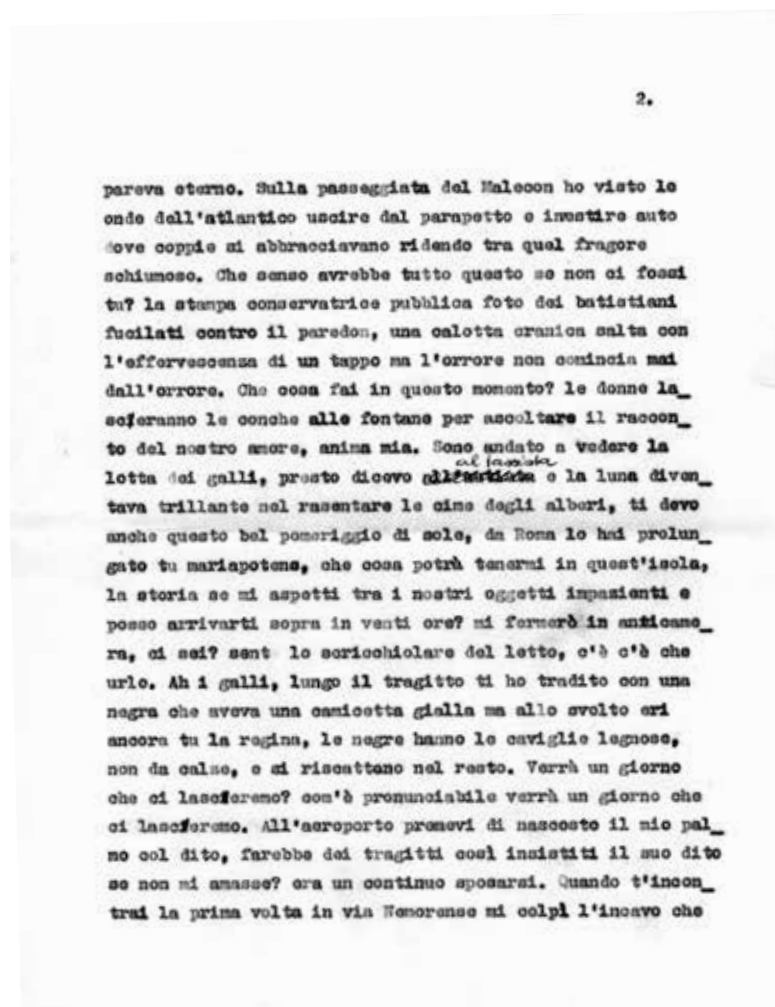 2.
pareva eterno. Sulla passeggiata del Malecon ho visto le
onde dell'atlantico uscire dal parapetto e investire auto
dove coppie si abbracciavano ridendo tra quel fragore
schiumoso. Che senso avrebbe tutto questo se non ci fossi
tu? la stampa conservatrice pubblica foto dei batistiani
fucilati contro il paredon, una calotta cranica salta con
l'effervescenza di un tappo ma l'orrore non comincia mai
dall'orrore. Che cosa fai in questo momento? le donne la_
sceranno le conche alle fontane per ascoltare il raccon_
to del nostro amore, anima mia. Sono andato a vedere la
al tassista
lotta dei galli, presto dicevo e la luna diven_
tava trillante nel rasentare le cime degli alberi, ti devo
anche questo bel pomeriggio di sole, da Roma lo hai prolun_
gato tu mariapotens, che cosa potrà tenermi in quest'isola,
la storia se mi aspetti tra i nostri oggetti impazienti e
posso arrivarti sopra in venti ore? mi fermerò in anticame_
ra, ci sei? sent lo scricchiolare del letto, c'è c'è che
urlo. Ah i galli, lungo il tragitto ti ho tradito con una
negra che aveva una camicetta gialla ma allo svolto eri
ancora tu la regina, le negre hanno le caviglie legnose,
non da calze, e si riscattano nel resto. Verrà un giorno
che ci lasceremo? com'è pronunciabile verrà un giorno che
ci lasceremo. All'aeroporto premevi di nascosto il mio pal_
mo col dito, farebbe dei tragitti così insistiti il suo dito
se non mi amasse? era un continuo sposarsi. Quando t'incon_
trai la prima volta in via Nemorense mi colpì l'incavo che